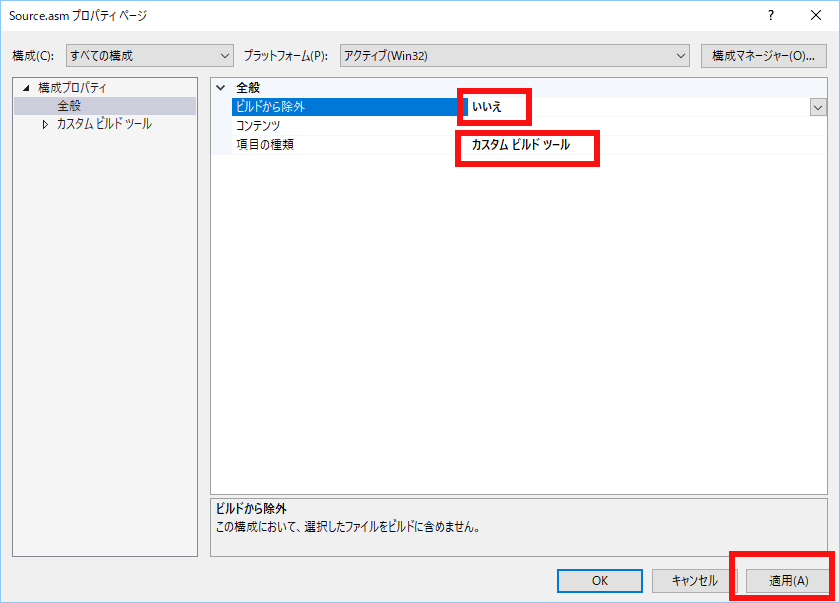 Source.asm プロパティ ページ
?
構成(C): すべての構成 プラットフォーム(P): アクティブ(Win32) 構成マネージャー(O)...
構成プロパティ
全般
カスタム ビルド ツール
全般
ビルドから除外 いいえ
コンテンツ
項目の種類 カスタム ビルド ツール
ビルドから除外
この構成において、選択したファイルをビルドに含めません。
OK キャンセル 適用(A)